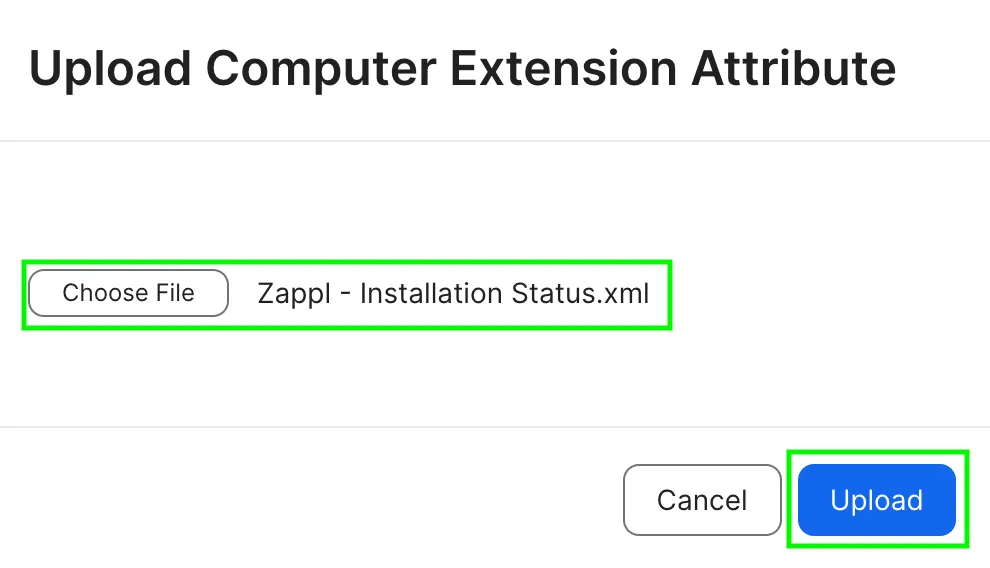 Upload Computer Extension Attribute
Choose File Zappl - Installation Status.xml
Cancel Upload